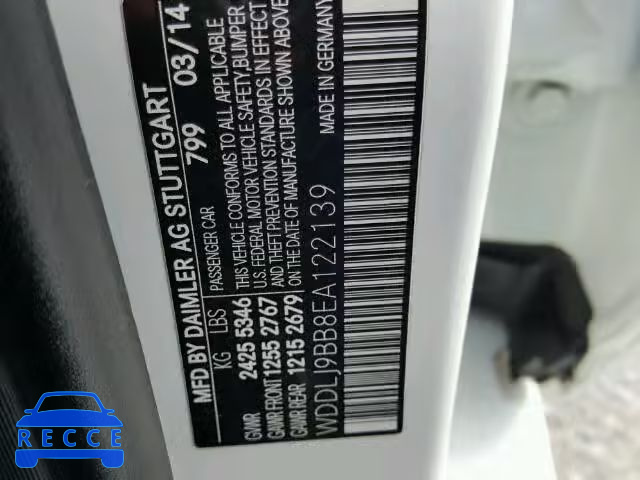 MFD BY DAIMLER AG STUTTGART
799 03/14
KG LBS PASSENGER CAR
GVWR 2425 5346 THIS VEHICLE CONFORMS TO ALL APPLICABLE
GAWR FRONT 1255 2767 U.S. FEDERAL MOTOR VEHICLE SAFETY, BUMPER
GAWR REAR 1215 2679 AND THEFT PREVENTION STANDARDS IN EFFECT
ON THE DATE OF MANUFACTURE SHOWN ABOVE
WDDLJ9BB8EA122139
MADE IN GERMANY
RECCE